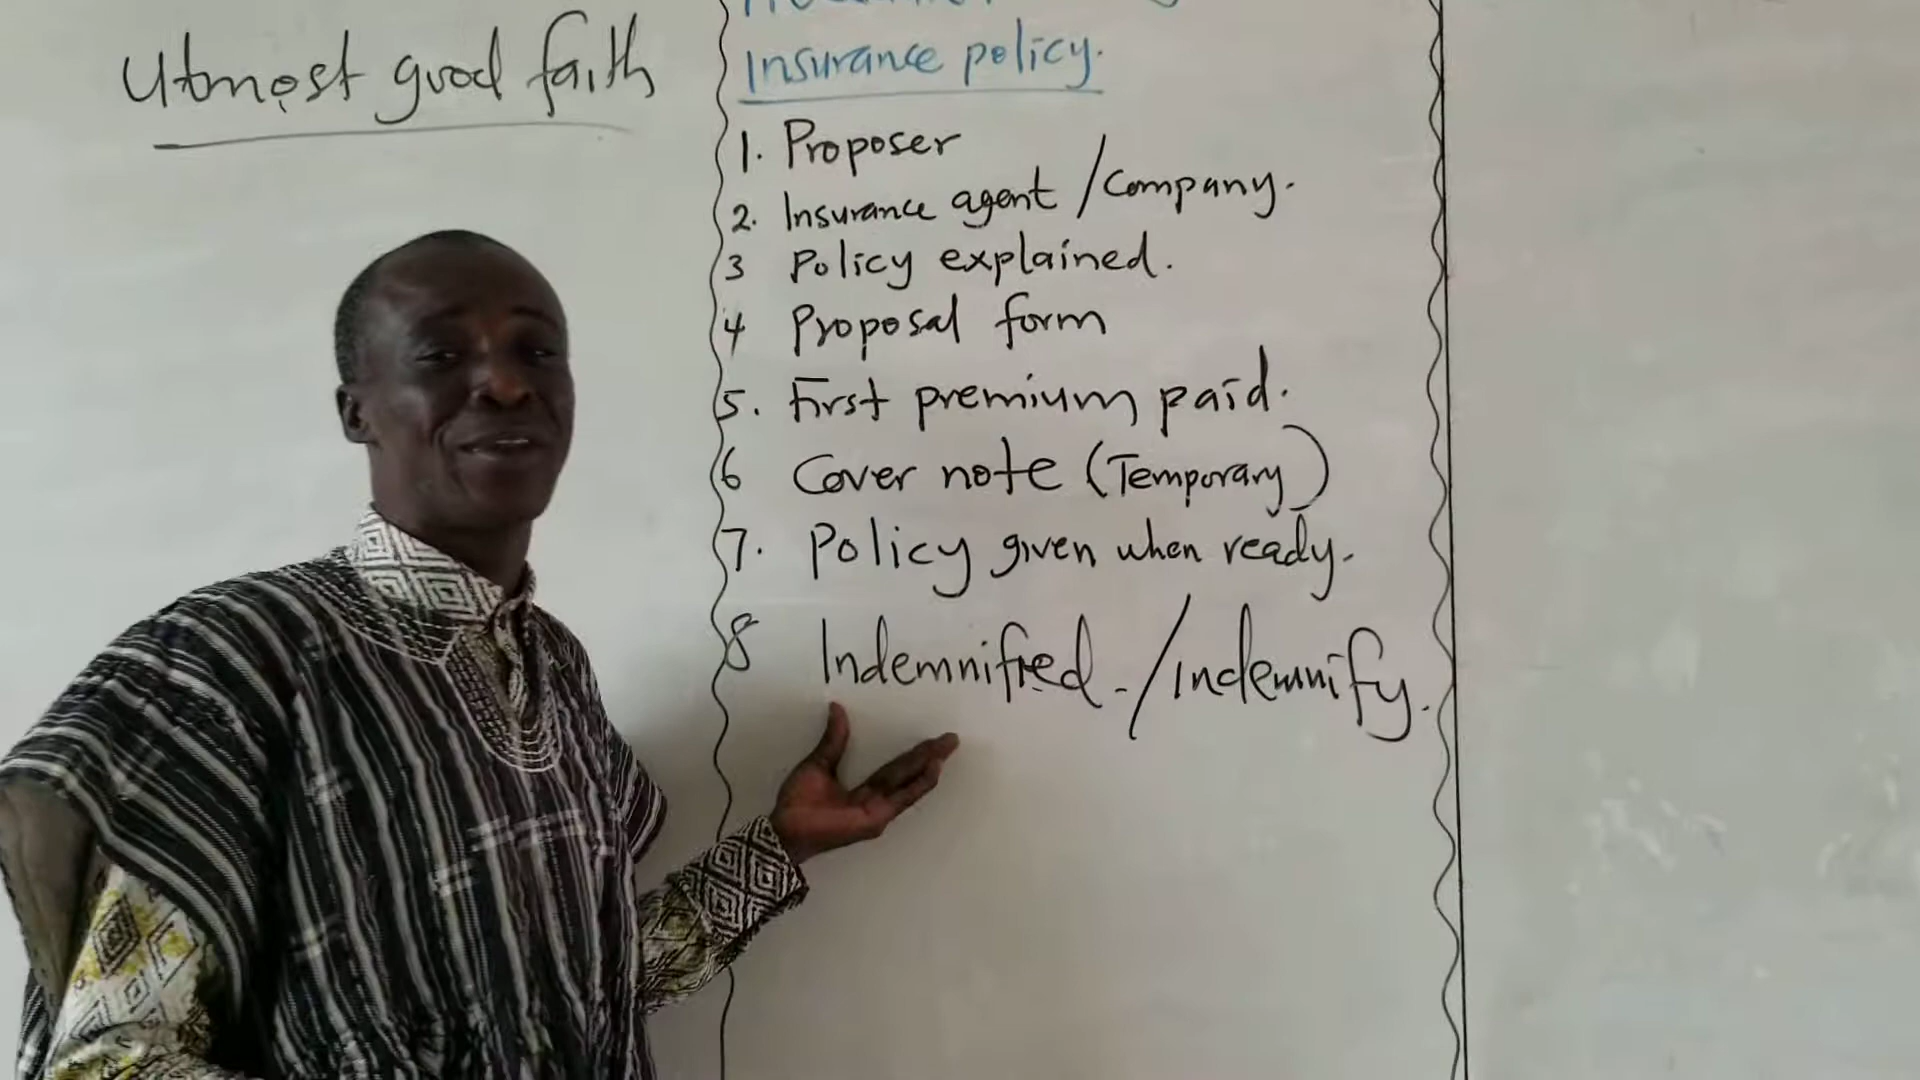 Utmost good faith
Insurance policy.
1. Proposer
2. Insurance agent / Company.
3 Policy explained.
4 Proposal form
5. First premium paid.
6 Cover note (Temporary)
7. Policy given when ready.
8 Indemnified. / Indemnify.